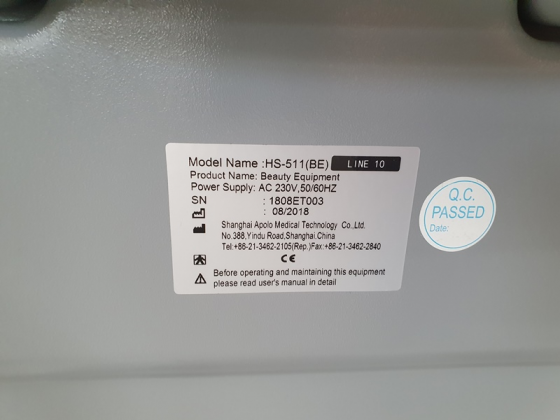 Model Name :HS-511(BE) LINE 10
Product Name: Beauty Equipment
Power Supply: AC 230V,50/60HZ
SN : 1808ET003
: 08/2018
Shanghai Apolo Medical Technology Co.,Ltd
No.388,Yindu Road,Shanghai.China
Tel:+86-21-3462-2105(Rep.)Fax:+86-21-3462-2840
CE
Before operating and maintaining this equipment
please read user's manual in detail
Q.C.
PASSED
Date: